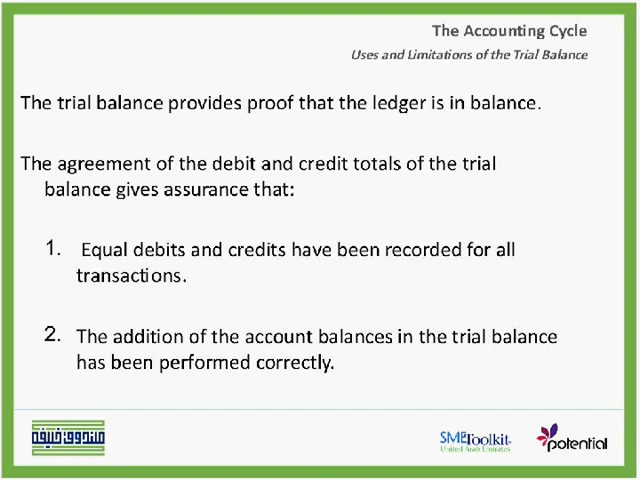 The Accounting Cycle
Uses and Limitations of the Trial Balance
The trial balance provides proof that the ledger is in balance.
The agreement of the debit and credit totals of the trial
balance gives assurance that:
1. Equal debits and credits have been recorded for all
transactions.
2. The addition of the account balances in the trial balance
has been performed correctly.
صندوق خليفة
SMEToolkit
United Arab Emirates
potential